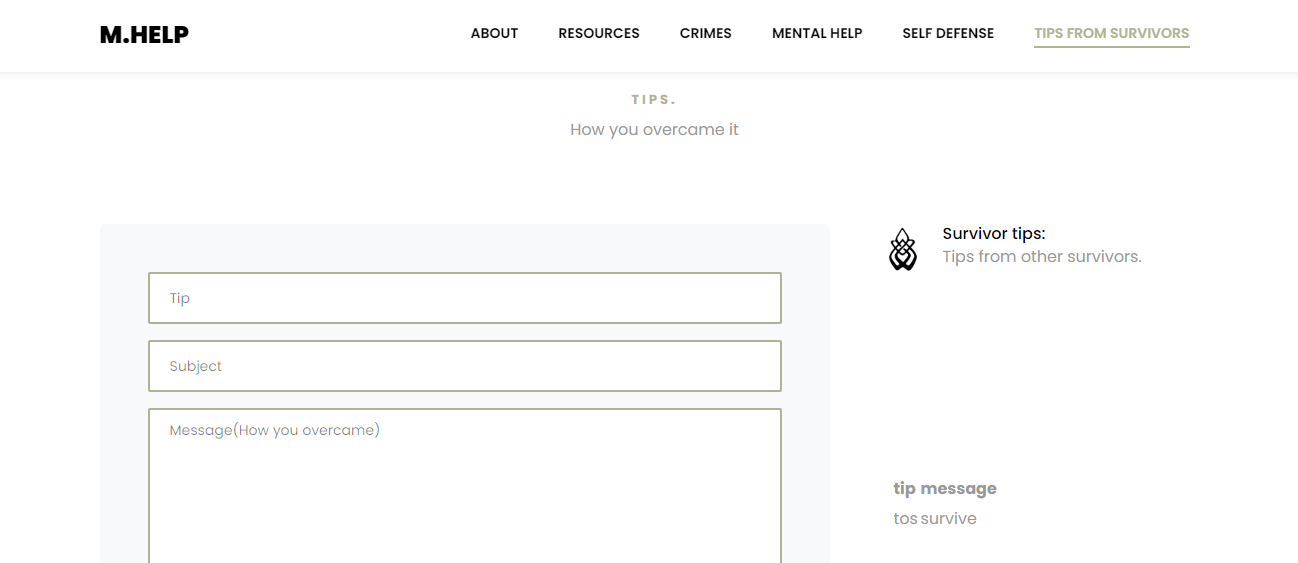 M.HELP
ABOUT RESOURCES CRIMES MENTAL HELP SELF DEFENSE TIPS FROM SURVIVORS
TIPS.
How you overcame it
Tip
Subject
Message(How you overcame)
Survivor tips:
Tips from other survivors.
tip message
tos survive